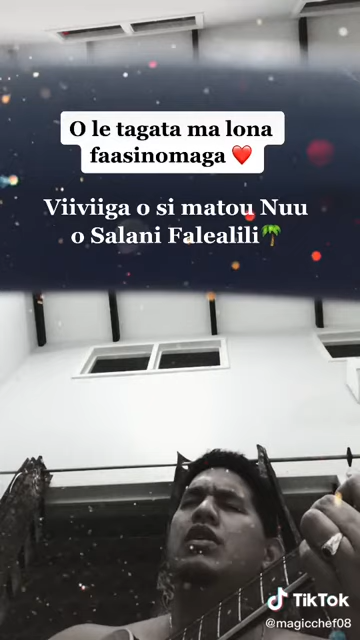 O le tagata ma lona
faasinomaga ❤️
Viiviiga o si matou Nuu
o Salani Falealili🌴
TikTok
@magicchef08